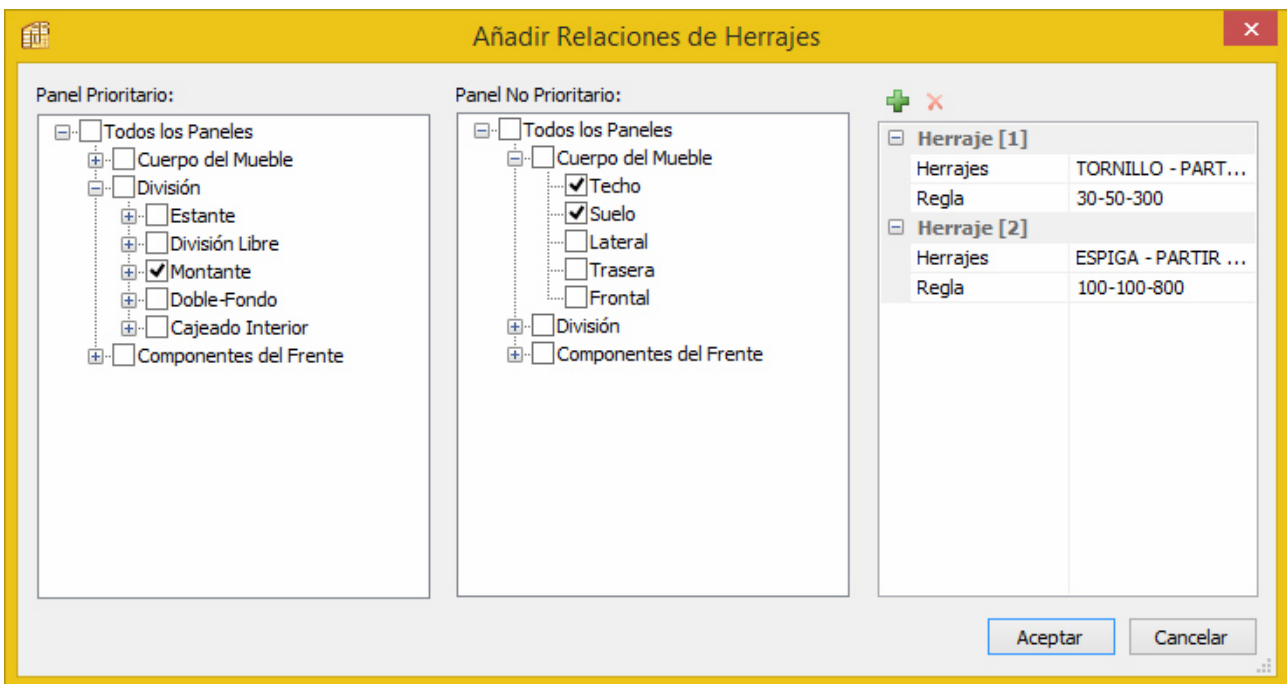 Añadir Relaciones de Herrajes
Panel Prioritario:
Todos los Paneles
Cuerpo del Mueble
División
Estante
División Libre
Montante
Doble-Fondo
Cajeado Interior
Componentes del Frente
Panel No Prioritario:
Todos los Paneles
Cuerpo del Mueble
Techo
Suelo
Lateral
Trasera
Frontal
División
Componentes del Frente
Herraje [1]
Herrajes TORNILLO - PART...
Regla 30-50-300
Herraje [2]
Herrajes ESPIGA - PARTIR ...
Regla 100-100-800
Aceptar Cancelar